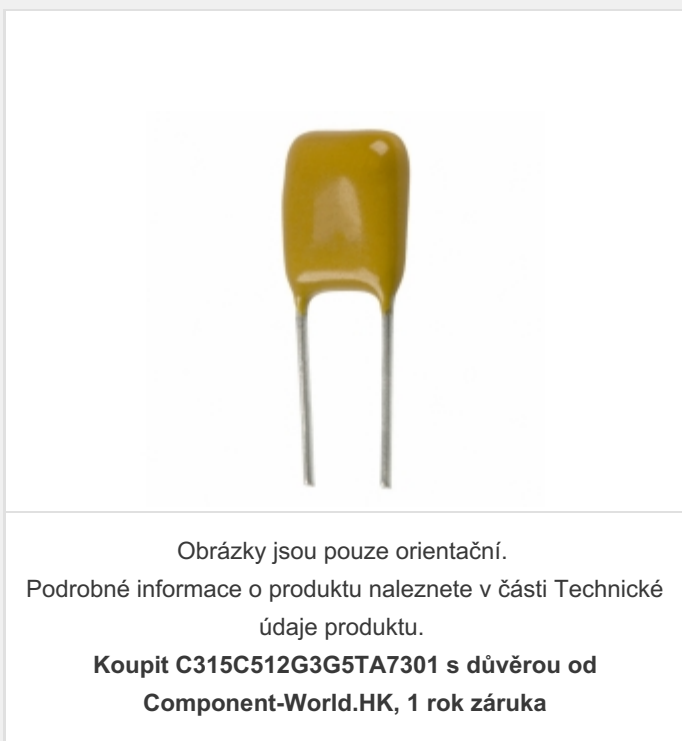 Obrázky jsou pouze orientační.
Podrobné informace o produktu naleznete v části Technické
údaje produktu.
Koupit C315C512G3G5TA7301 s důvěrou od
Component-World.HK, 1 rok záruka